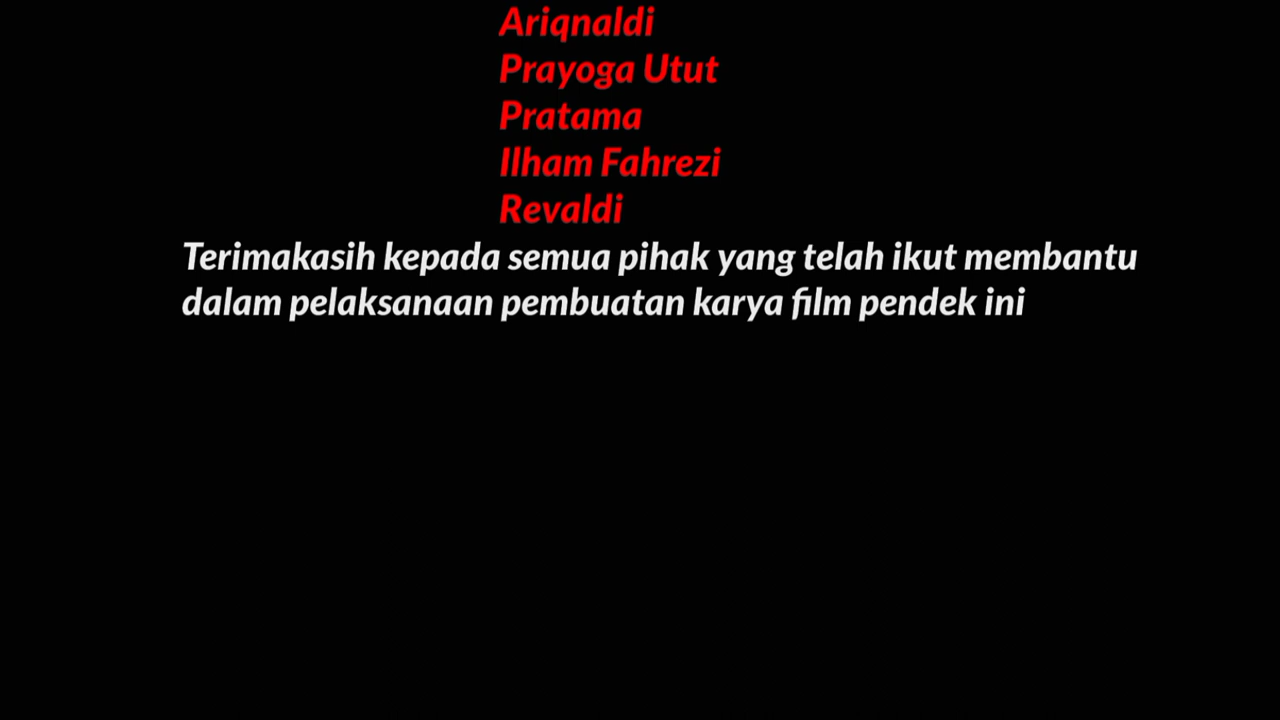 Ariqnaldi
Prayoga Utut
Pratama
Ilham Fahrezi
Revaldi
Terimakasih kepada semua pihak yang telah ikut membantu
dalam pelaksanaan pembuatan karya film pendek ini